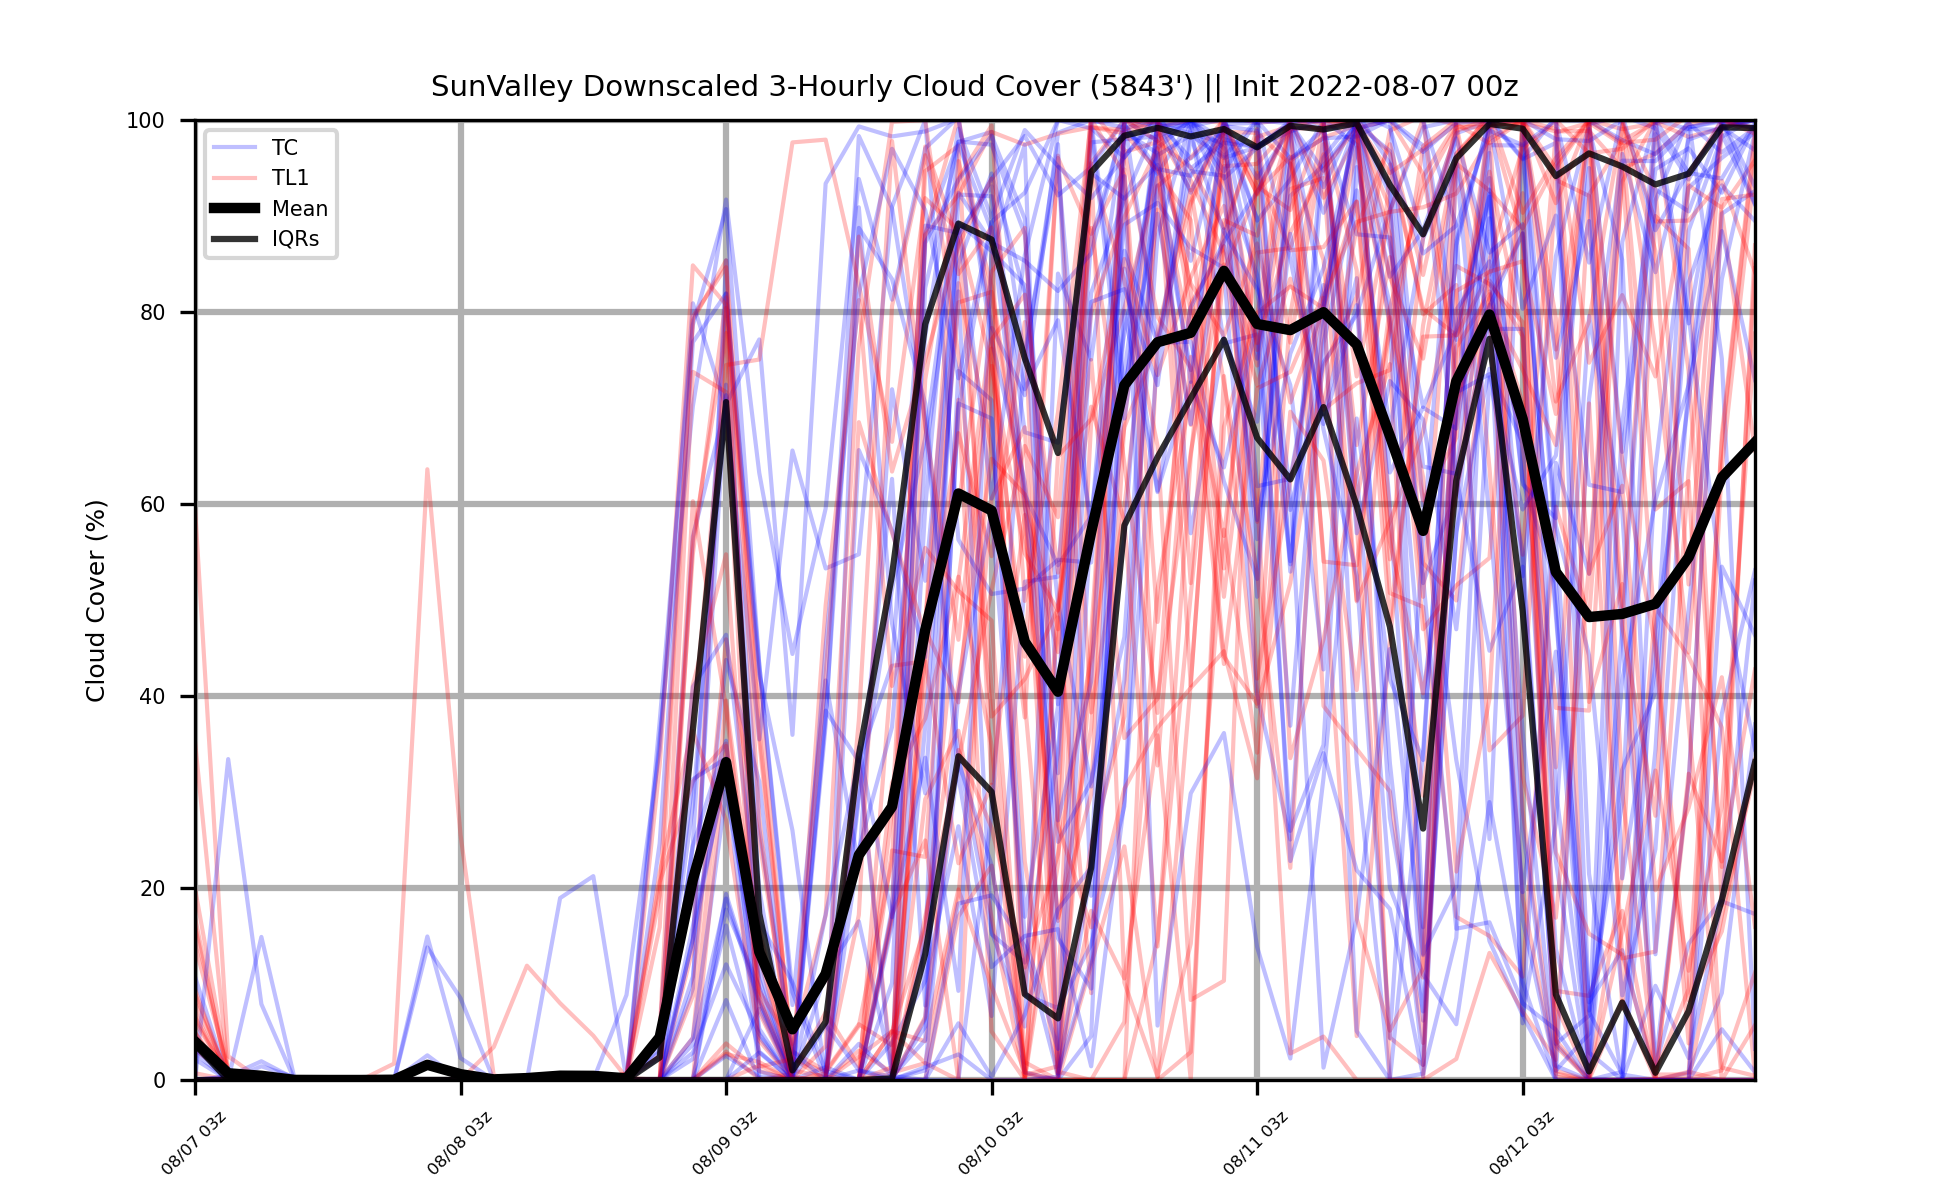 SunValley Downscaled 3-Hourly Cloud Cover (5843') || Init 2022-08-07 00z
TC
TL1
Mean
IQRs
Cloud Cover (%)
100
80
60
40
20
0
08/07 03z
08/08 03z
08/09 03z
08/10 03z
08/11 03z
08/12 03z